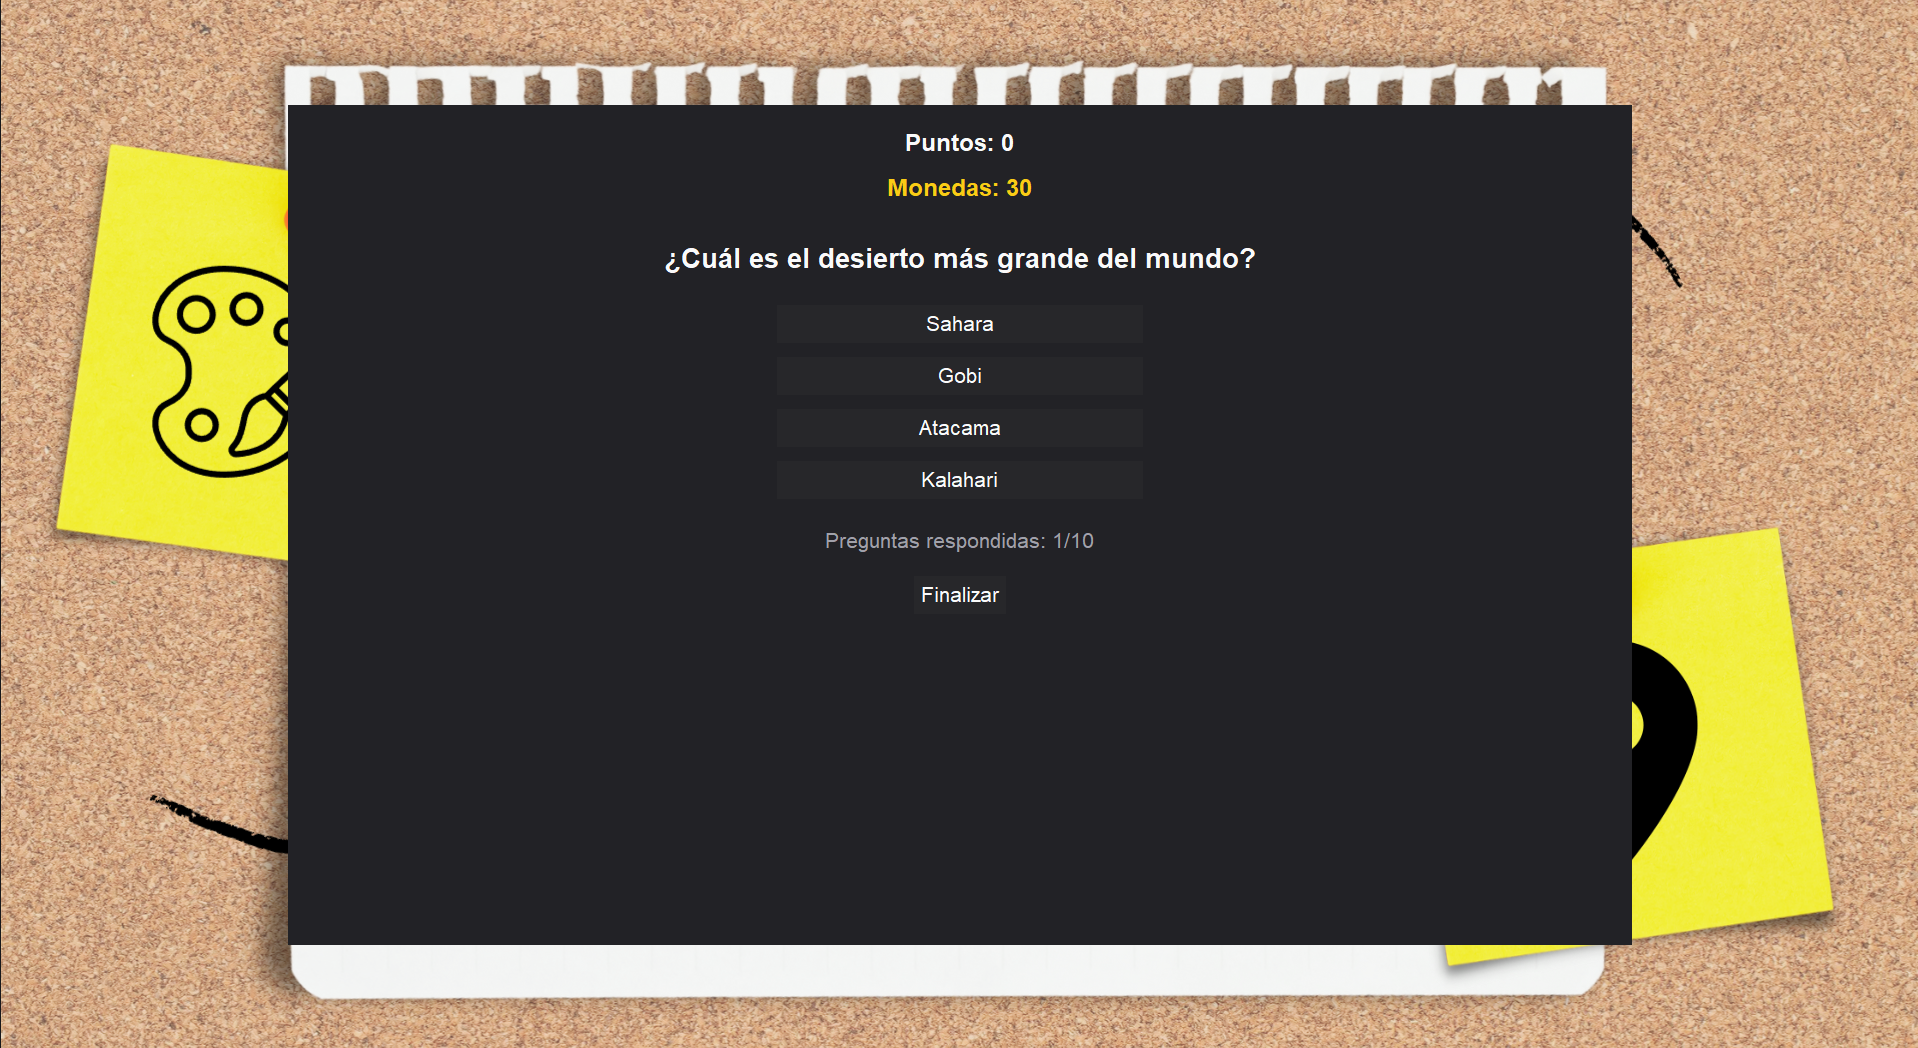 Puntos: 0
Monedas: 30
¿Cuál es el desierto más grande del mundo?
Sahara
Gobi
Atacama
Kalahari
Preguntas respondidas: 1/10
Finalizar